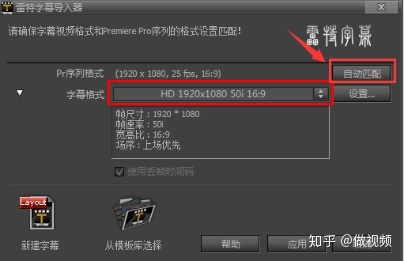 雷特字幕导入器
请确保字幕视频格式和Premiere Pro序列的格式设置匹配!
雷特字幕
Pr序列格式 (1920 x 1080, 25 fps, 16:9)
自动匹配
字幕格式 HD 1920x1080 50i 16:9 设置...
帧尺寸：1920 * 1080
帧速率：50i
宽高比：16:9
场序：上场优先
使用丢帧时间码
Layout
新建字幕 从模板库选择 帮助 应用
知乎 @做视频